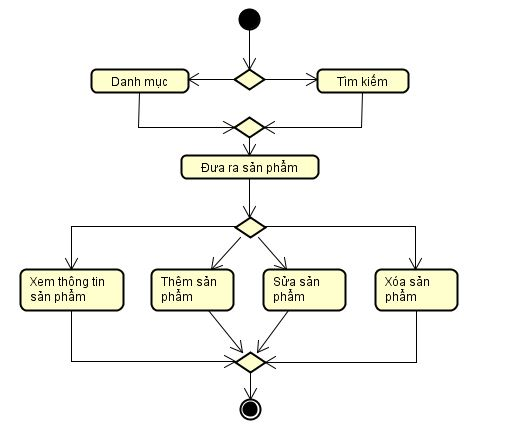 Danh mục
Tìm kiếm
Đưa ra sản phẩm
Xem thông tin
sản phẩm
Thêm sản
phẩm
Sửa sản
phẩm
Xóa sản
phẩm